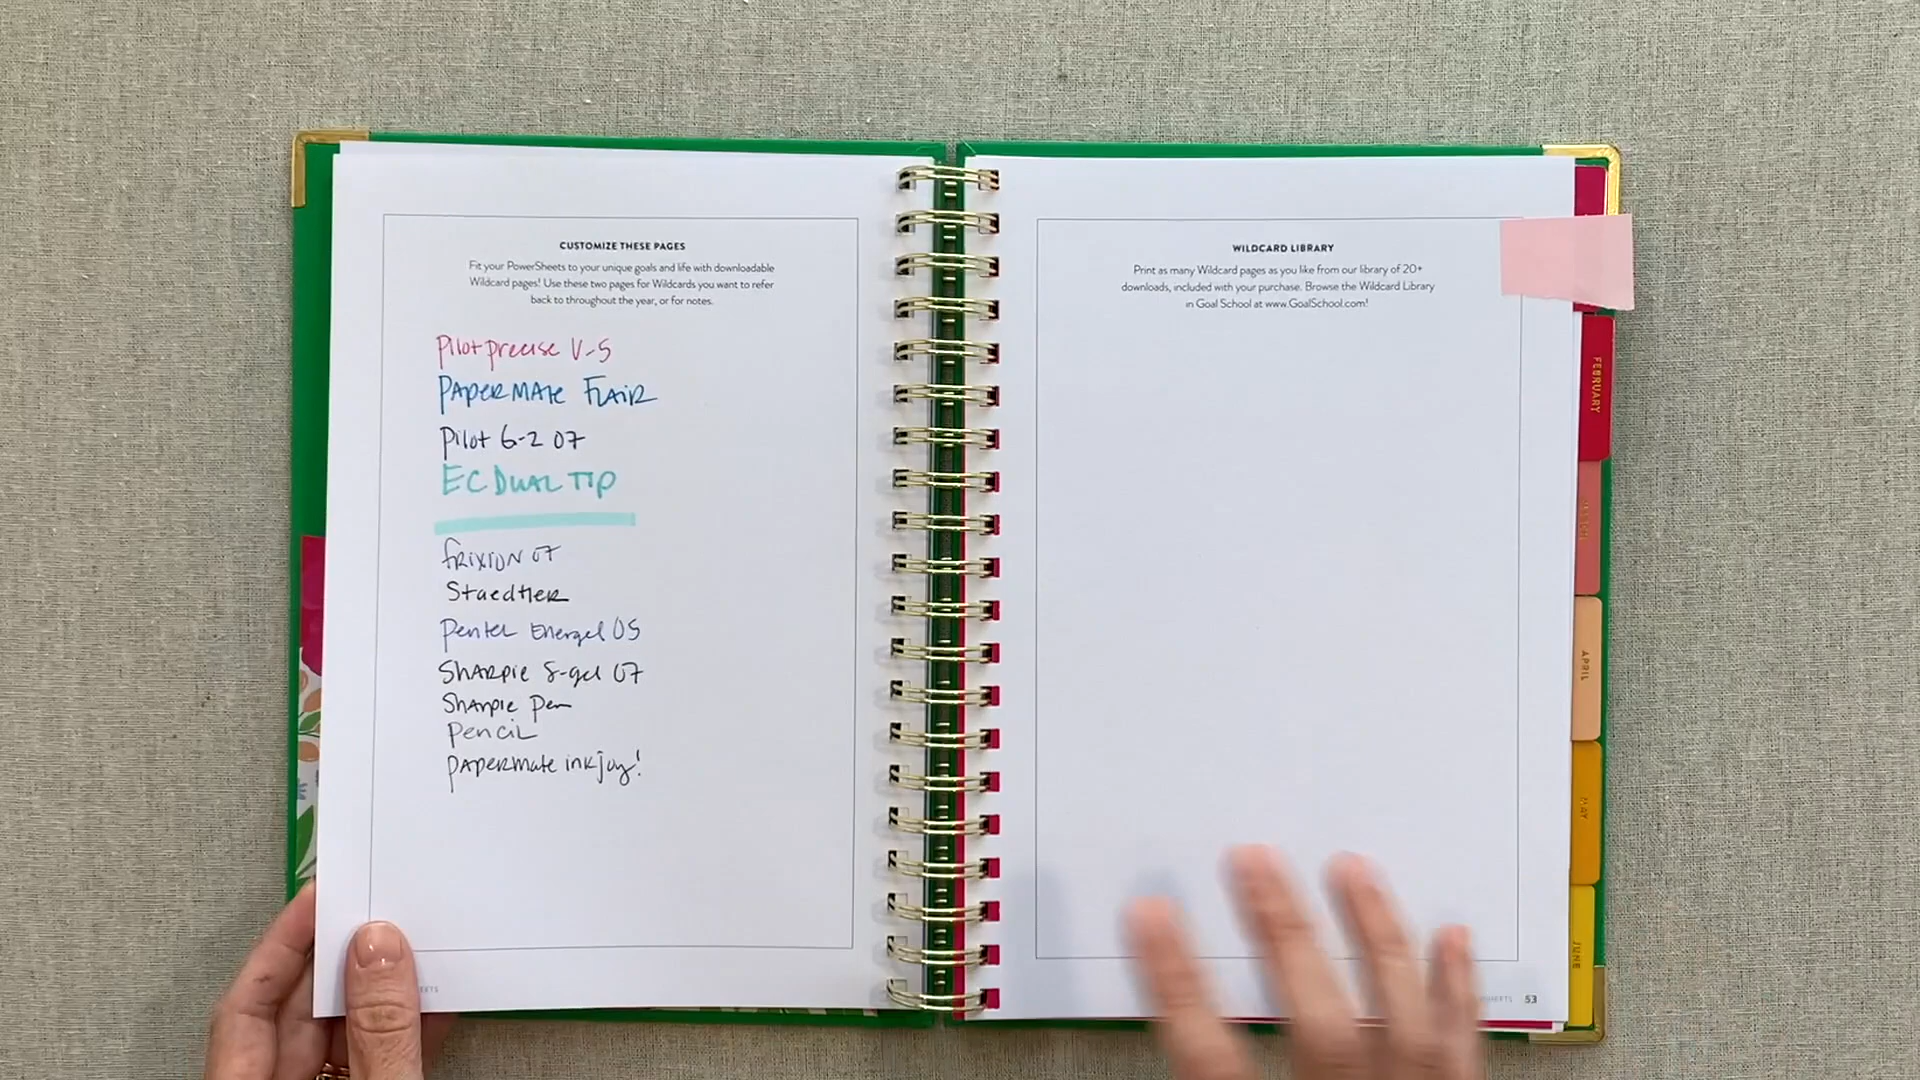 CUSTOMIZE THESE PAGES
Fit your PowerSheets to your unique goals and life with downloadable
Wildcard pages! Use these two pages for Wildcards you want to refer
back to throughout the year, or for notes.
Pilot precise V-5
PAPERMATE FLAIR
Pilot G-2 07
EC DUAL TIP
frixion 07
Staedtler
Pentel Energel 05
Sharpie S-gel 07
Sharpie Pen
Pencil
papermate inkjoy!
WILDCARD LIBRARY
Print as many Wildcard pages as you like from our library of 20+
downloads, included with your purchase. Browse the Wildcard Library
in Goal School at www.GoalSchool.com!
53
FEBRUARY
APRIL
MAY
JUNE